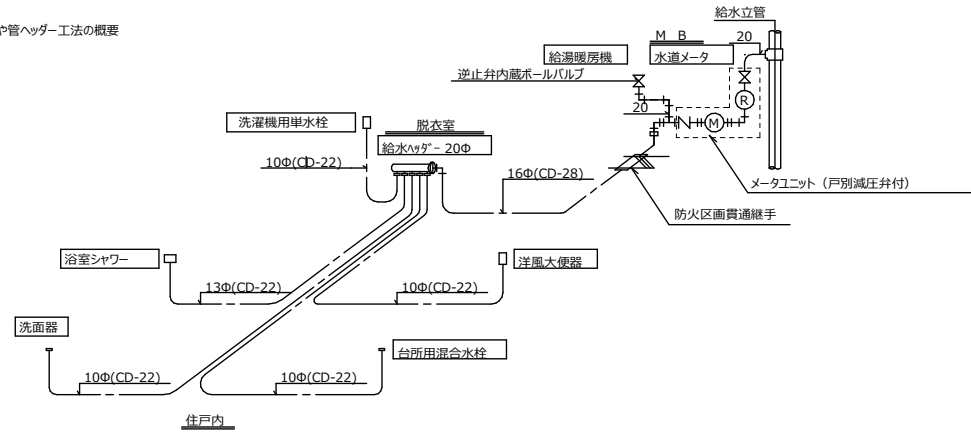 や管ヘッダー工法の概要
給水立管
M B
20
給湯暖房機
水道メータ
逆止弁内蔵ボールバルブ
R
20
M
洗濯機用単水栓
脱衣室
給水ヘッダｰ 20Φ
10Φ(CD-22)
16Φ(CD-28)
メータユニット（戸別減圧弁付）
防火区画貫通継手
浴室シャワー
洋風大便器
13Φ(CD-22)
10Φ(CD-22)
洗面器
台所用混合水栓
10Φ(CD-22)
10Φ(CD-22)
住戸内